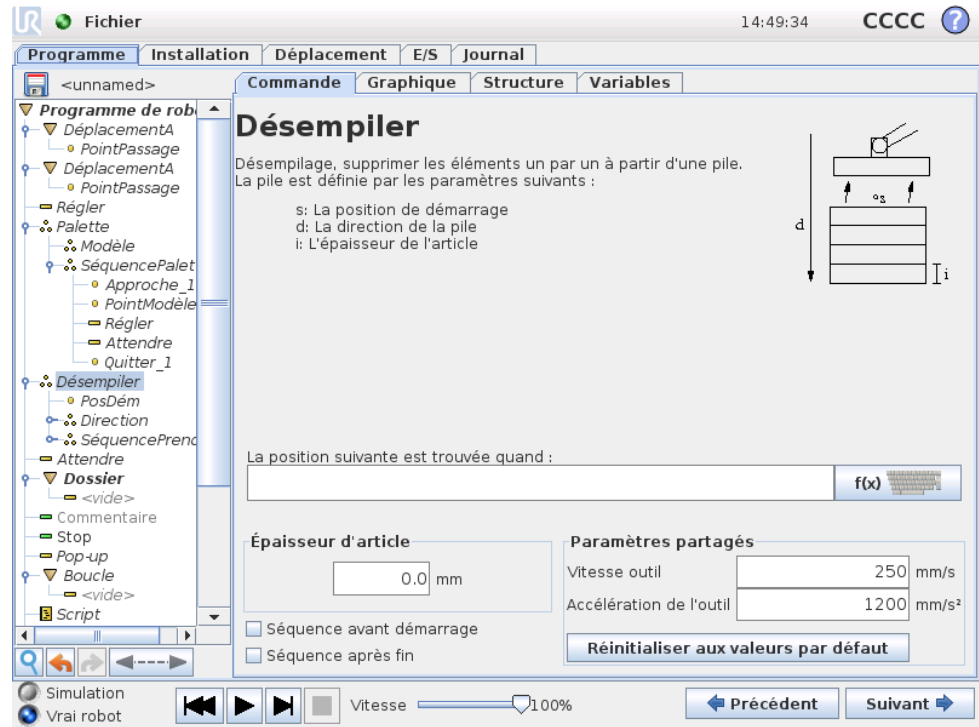 UR Fichier 14:49:34 CCCC ?
Programme Installation Déplacement E/S Journal
<unnamed>
Programme de rob
DéplacementA
PointPassage
DéplacementA
PointPassage
Régler
Palette
Modèle
SéquencePalet
Approche_1
PointModèle
Régler
Attendre
Quitter_1
Désempiler
PosDém
Direction
SéquencePrend
Attendre
Dossier
<vide>
Commentaire
Stop
Pop-up
Boucle
<vide>
Script
Commande Graphique Structure Variables
Désempiler
Désempilage, supprimer les éléments un par un à partir d'une pile.
La pile est définie par les paramètres suivants :
s: La position de démarrage
d: La direction de la pile
i: L'épaisseur de l'article
s
d
i
La position suivante est trouvée quand :
f(x)
Épaisseur d'article
0.0 mm
Séquence avant démarrage
Séquence après fin
Paramètres partagés
Vitesse outil 250 mm/s
Accélération de l'outil 1200 mm/s²
Réinitialiser aux valeurs par défaut
Simulation
Vrai robot
Vitesse 100%
Précédent Suivant